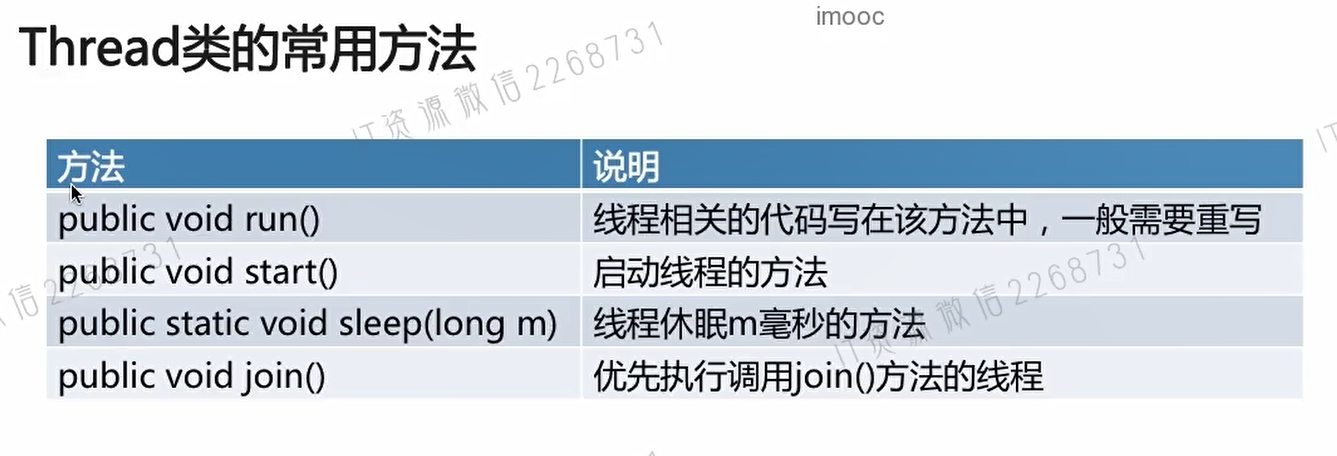 imooc
Thread类的常用方法
IT资源微信2268731
方法 说明
public void run() 线程相关的代码写在该方法中，一般需要重写
public void start() 启动线程的方法
信2268731
public static void sleep(long m) 线程休眠m毫秒的方法
IT资源微信2268731
public void join() 优先执行调用join()方法的线程